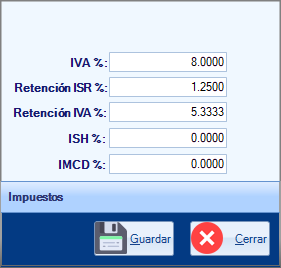 IVA %: 8.0000
Retención ISR %: 1.2500
Retención IVA %: 5.3333
ISH %: 0.0000
IMCD %: 0.0000
Impuestos
Guardar Cerrar